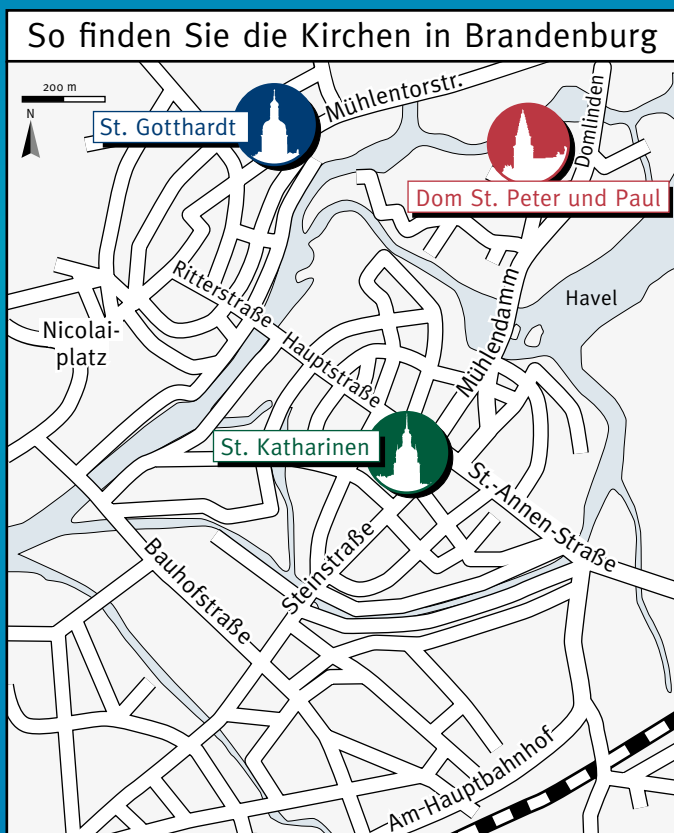 So finden Sie die Kirchen in Brandenburg
200 m
N
St. Gotthardt
Mühlentorstr.
Domlinden
Dom St. Peter und Paul
Ritterstraße
Havel
Nicolai-
platz
Hauptstraße
Mühlendamm
St. Katharinen
St.-Annen-Straße
Bauhofstraße
Steinstraße
Am-Hauptbahnhof